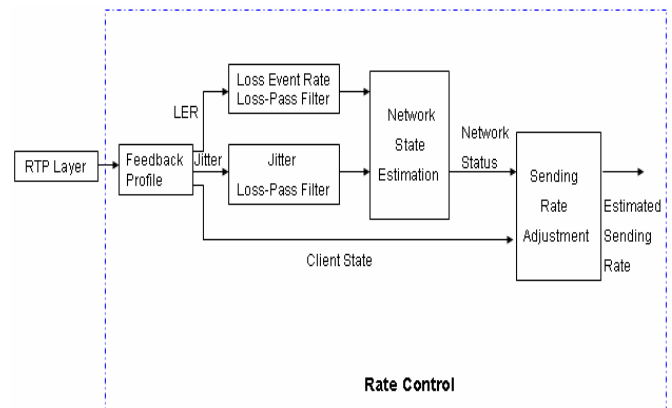 RTP Layer
Feedback
Profile
LER
Jitter
Loss Event Rate
Loss-Pass Filter
Jitter
Loss-Pass Filter
Client State
Network
State
Estimation
Network
Status
Sending
Rate
Adjustment
Estimated
Sending
Rate
Rate Control